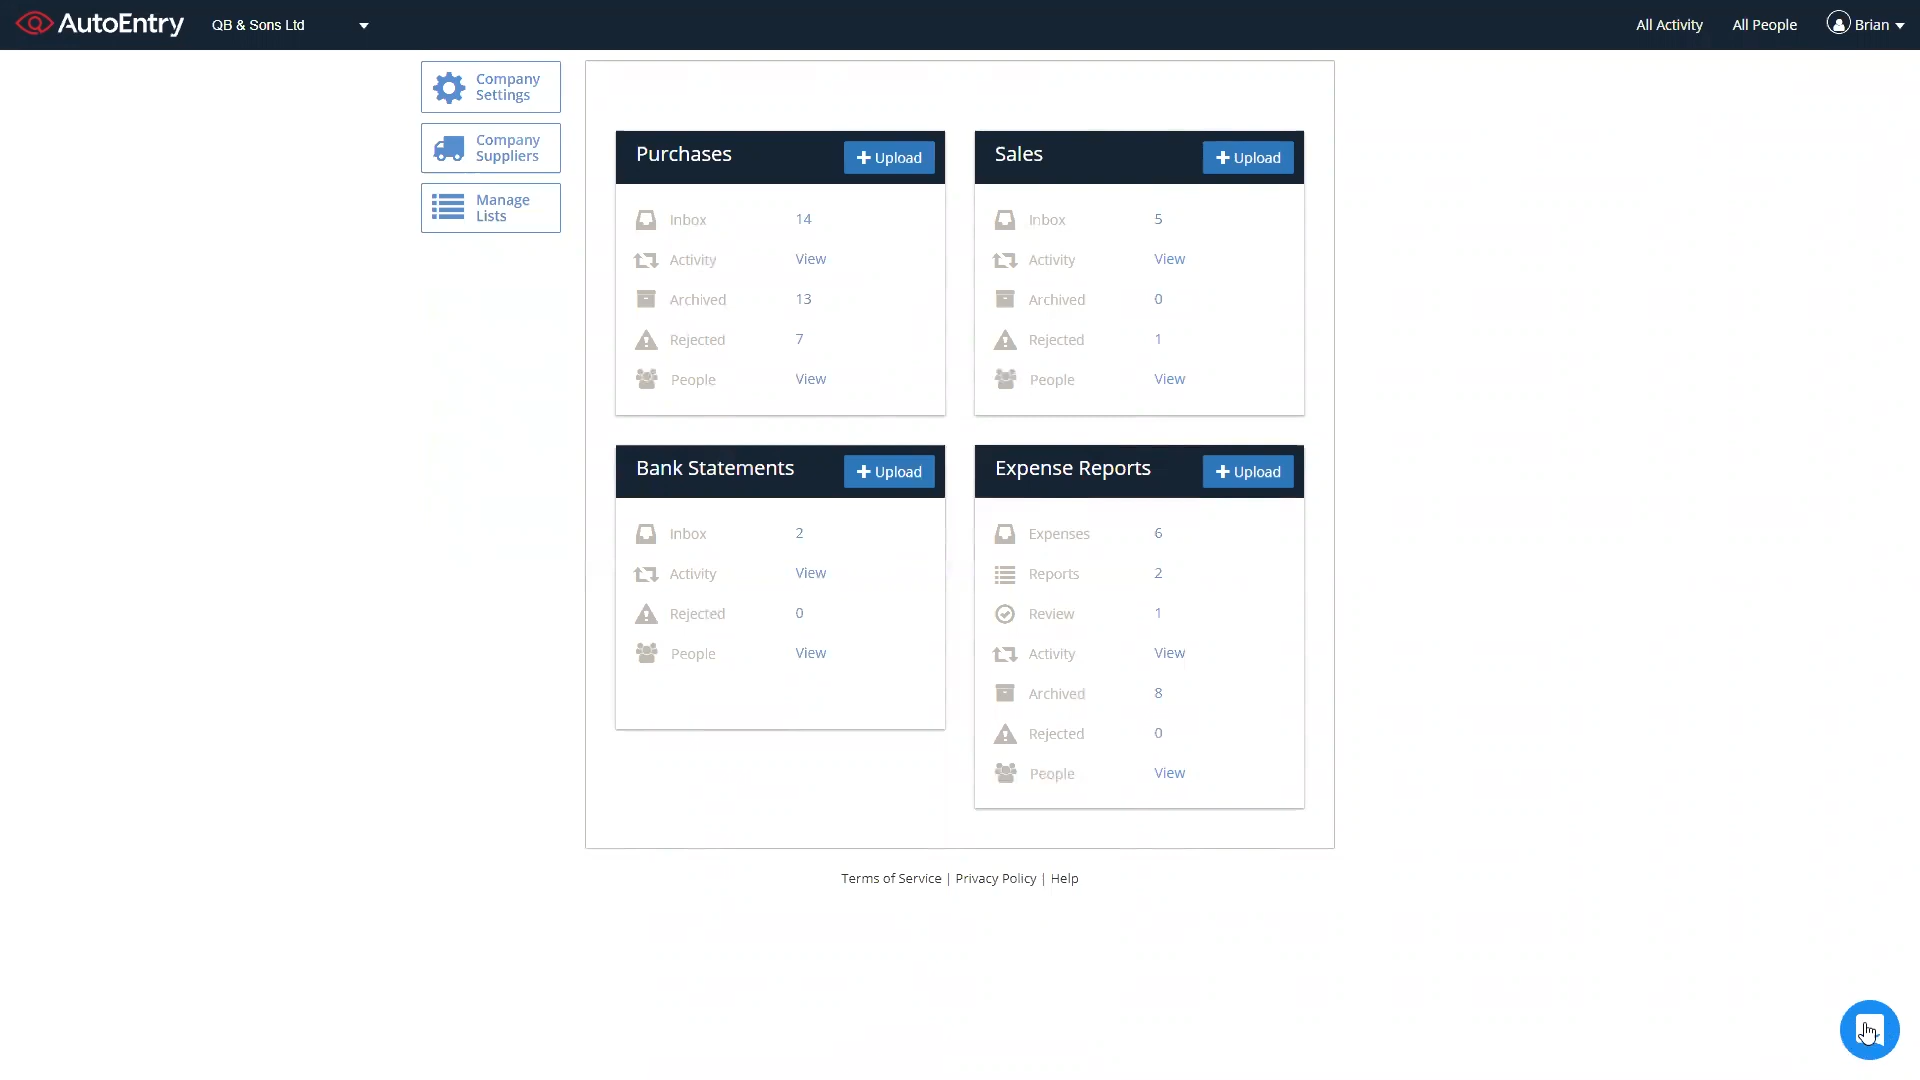 AutoEntry
QB & Sons Ltd
All Activity
All People
Brian
Company
Settings
Company
Suppliers
Manage
Lists
Purchases
Upload
Inbox 14
Activity View
Archived 13
Rejected 7
People View
Sales
Upload
Inbox 5
Activity View
Archived 0
Rejected 1
People View
Bank Statements
Upload
Inbox 2
Activity View
Rejected 0
People View
Expense Reports
Upload
Expenses 6
Reports 2
Review 1
Activity View
Archived 8
Rejected 0
People View
Terms of Service | Privacy Policy | Help